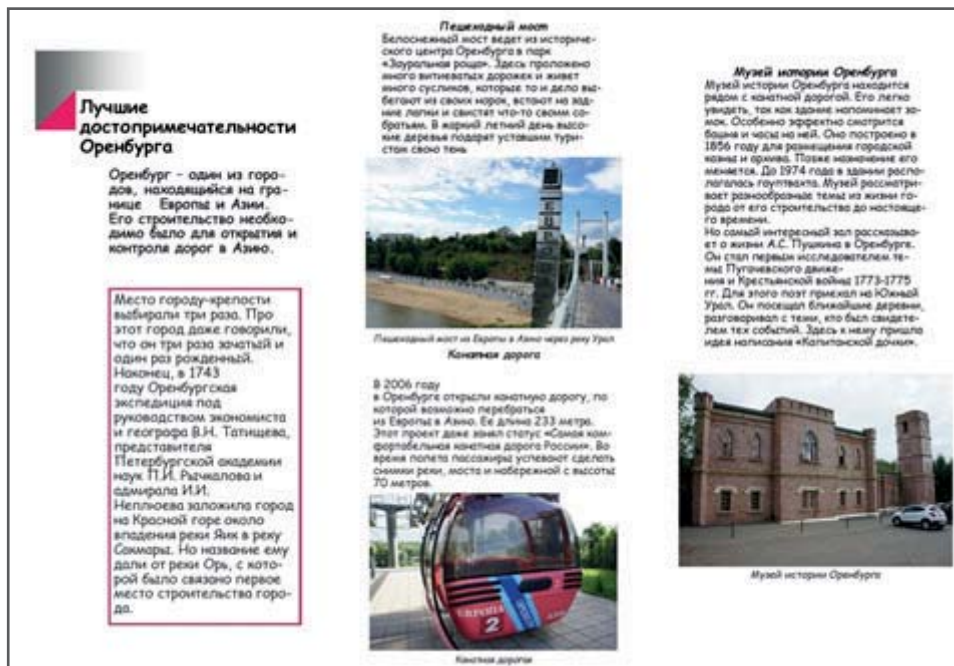 Лучшие
достопримечательности
Оренбурга
Оренбург – один из горо-
дов, находящийся на гра-
нице Европы и Азии.
Его строительство необхо-
димо было для открытия и
контроля дорог в Азию.
Место городу-крепости
выбирали три раза. Про
этот город даже говорили,
что он три раза зачатый и
один раз рожденный.
Наконец, в 1743
году Оренбургская
экспедиция под
руководством экономиста
и географа В.Н. Татищева,
представителя
Петербургской академии
наук П.И. Рычкалова и
адмирала И.И.
Неплюева заложила город
на Красной горе около
впадения реки Яик в реку
Сакмары. Но название ему
дали от реки Орь, с кото-
рой было связано первое
место строительства горо-
да.
Пешеходный мост
Белоснежный мост ведет из историче-
ского центра Оренбурга в парк
«Зауральная роща». Здесь проложено
много витиеватых дорожек и живет
много сусликов, которые то и дело вы-
бегают из своих норок, встают на зад-
ние лапки и свистят что-то своим со-
братьям. В жаркий летний день высо-
кие деревья подарят уставшим тури-
стам свою тень
ЕВРОПА
Пешеходный мост из Европы в Азию через реку Урал
Канатная дорога
В 2006 году
в Оренбурге открыли канатную дорогу, по
которой возможно перебраться
из Европы в Азию. Ее длина 233 метра.
Этот проект даже занял статус «Самая ком-
фортабельная канатная дорога России». Во
время полета пассажиры успевают сделать
снимки реки, моста и набережной с высоты
70 метров.
ЕВРОПА
2
Канатная дорогая
Музей истории Оренбурга
Музей истории Оренбурга находится
рядом с канатной дорогой. Его легко
увидеть, так как здание напоминает за-
мок. Особенно эффектно смотрится
башня и часы на ней. Оно построено в
1856 году для размещения городской
казны и архива. Позже назначение его
меняется. До 1974 года в здании распо-
лагалась гауптвахта. Музей рассматри-
вает разнообразные темы из жизни го-
рода от его строительства до настояще-
го времени.
Но самый интересный зал рассказыва-
ет о жизни А.С. Пушкина в Оренбурге.
Он стал первым исследователем те-
мы Пугачевского движе-
ния и Крестьянской войны 1773-1775
гг. Для этого поэт приехал на Южный
Урал. Он посещал ближайшие деревни,
разговаривал с теми, кто был свидете-
лем тех событий. Здесь к нему пришла
идея написания «Капитанской дочки».
Музей истории Оренбурга